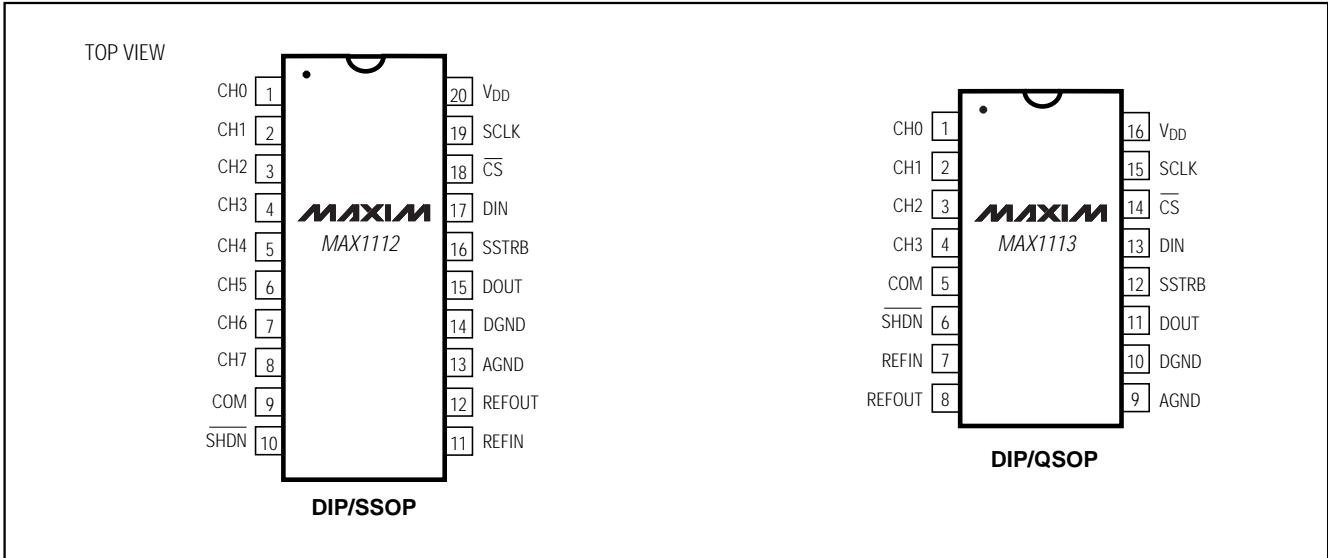 TOP VIEW
CH0 1
CH1 2
CH2 3
CH3 4
CH4 5
CH5 6
CH6 7
CH7 8
COM 9
SHDN 10
MAXIM
MAX1112
20 VDD
19 SCLK
18 CS
17 DIN
16 SSTRB
15 DOUT
14 DGND
13 AGND
12 REFOUT
11 REFIN
DIP/SSOP
CH0 1
CH1 2
CH2 3
CH3 4
COM 5
SHDN 6
REFIN 7
REFOUT 8
MAXIM
MAX1113
16 VDD
15 SCLK
14 CS
13 DIN
12 SSTRB
11 DOUT
10 DGND
9 AGND
DIP/QSOP